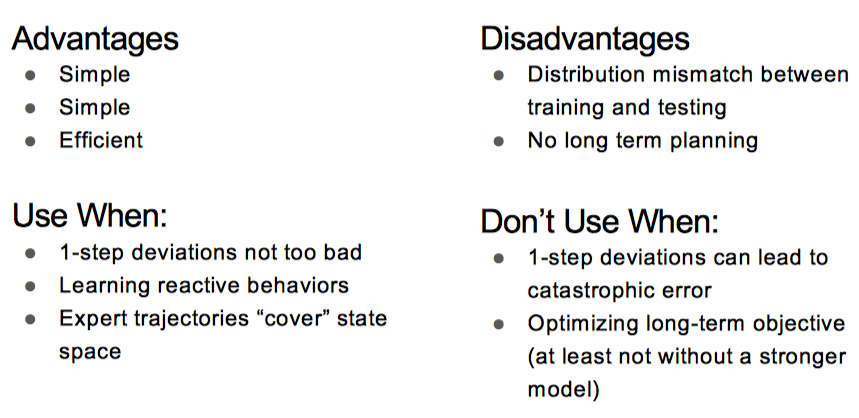 Advantages
● Simple
● Simple
● Efficient
Disadvantages
● Distribution mismatch between
training and testing
● No long term planning
Use When:
● 1-step deviations not too bad
● Learning reactive behaviors
● Expert trajectories “cover” state
space
Don’t Use When:
● 1-step deviations can lead to
catastrophic error
● Optimizing long-term objective
(at least not without a stronger
model)